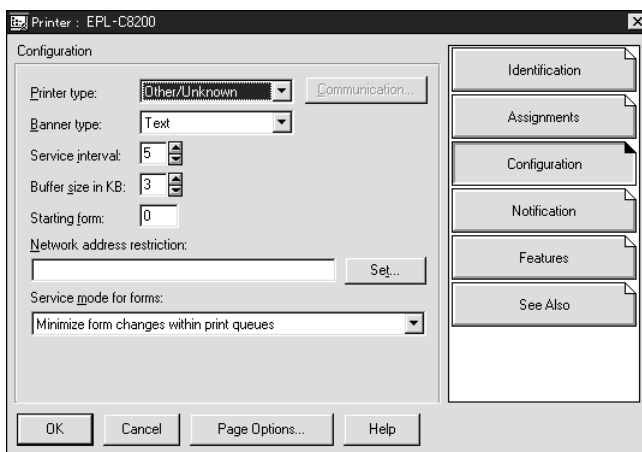 Printer : EPL-C8200
Configuration
Printer type: Other/Unknown Communication...
Banner type: Text
Service interval: 5
Buffer size in KB: 3
Starting form: 0
Network address restriction:
Set...
Service mode for forms:
Minimize form changes within print queues
OK Cancel Page Options... Help
Identification
Assignments
Configuration
Notification
Features
See Also